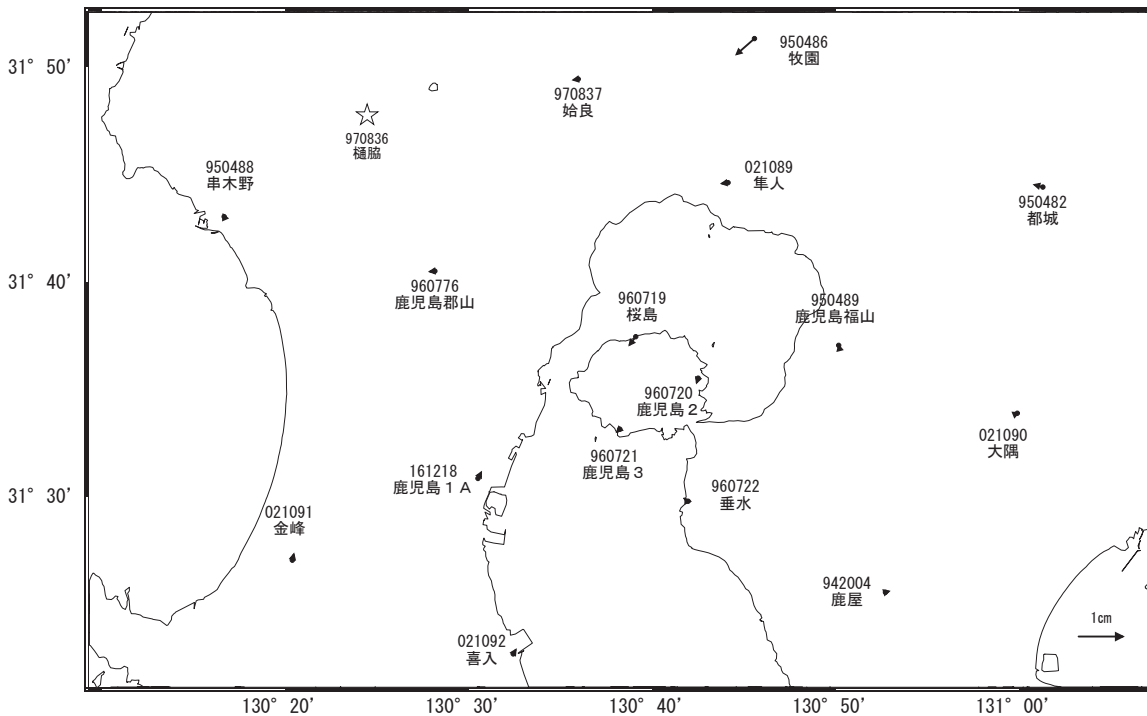 950486
牧園
31° 50'
970837
姶良
970836
樋脇
950488
串木野
021089
隼人
950482
都城
31° 40'
960776
鹿児島郡山
960719
桜島
950489
鹿児島福山
960720
鹿児島２
021090
大隅
960721
鹿児島３
161218
鹿児島１Ａ
960722
垂水
31° 30'
021091
金峰
942004
鹿屋
1cm
021092
喜入
130° 20'
130° 30'
130° 40'
130° 50'
131° 00'